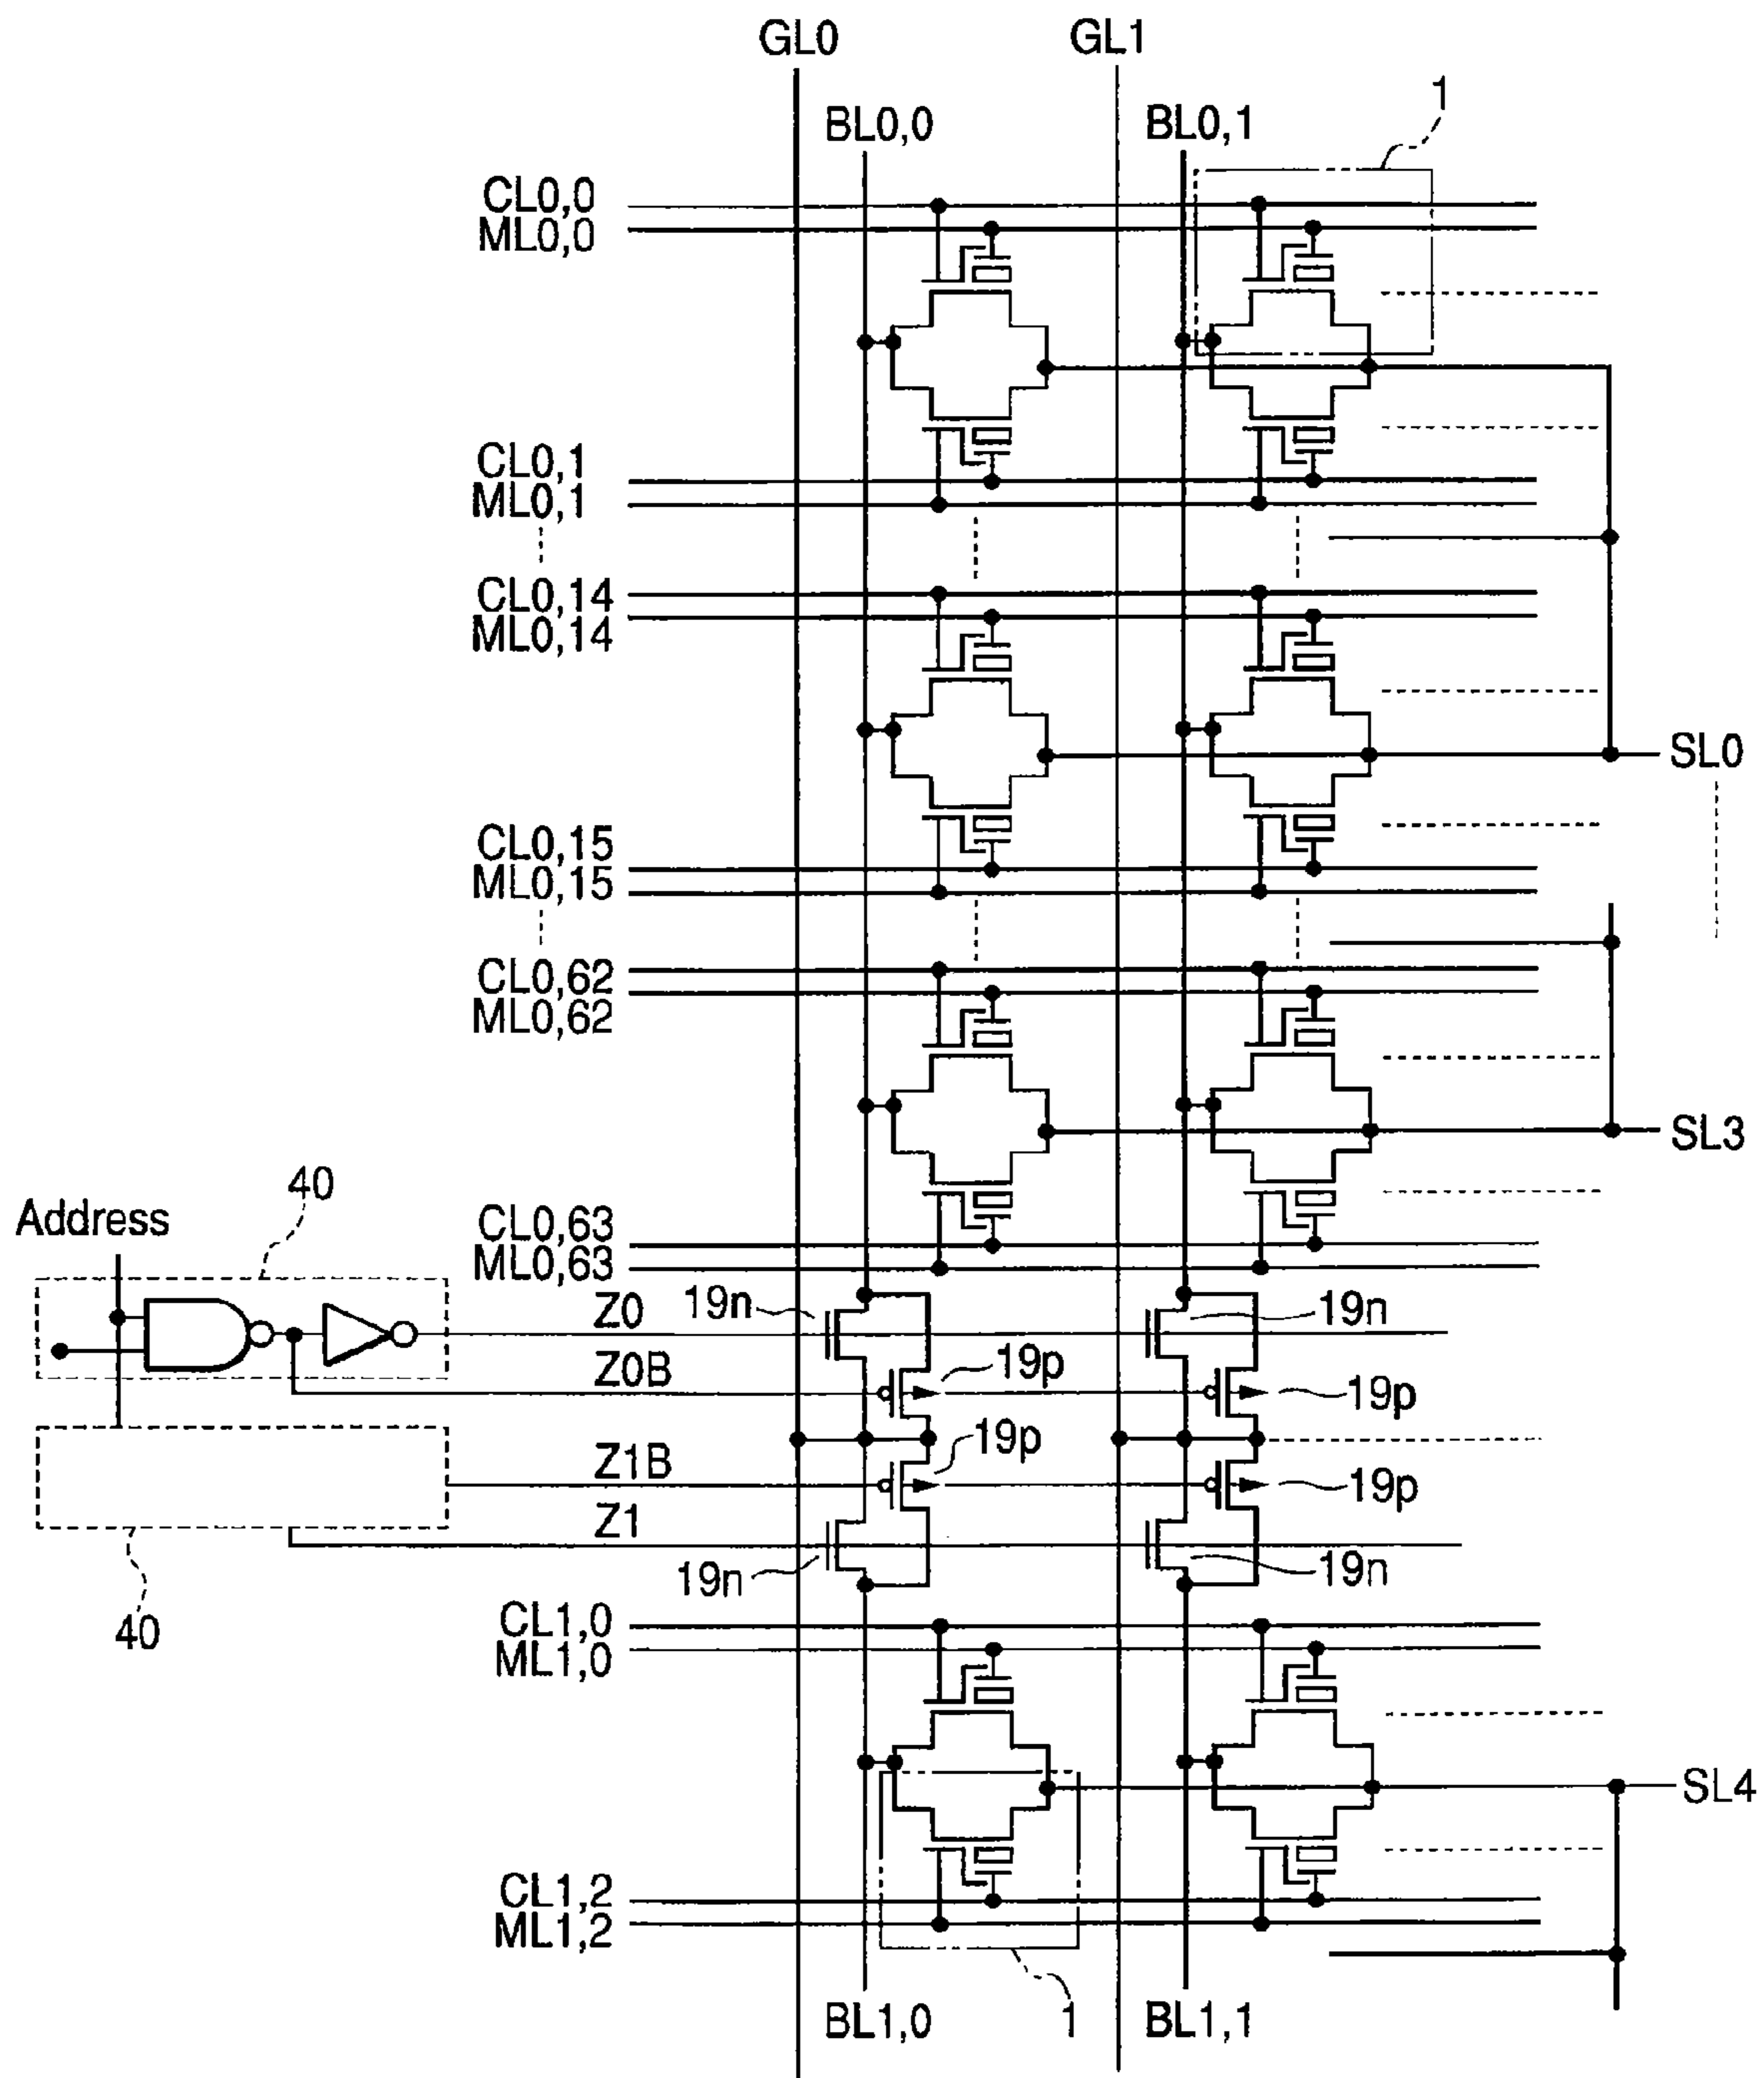 GL0 GL1
BL0,0 BL0,1 1
CL0,0
ML0,0
CL0,1
ML0,1
CL0,14
ML0,14
SL0
CL0,15
ML0,15
CL0,62
ML0,62
SL3
40
Address
CL0,63
ML0,63
Z0 19n 19n
Z0B 19p 19p
Z1B 19p 19p
Z1
19n 19n
40
CL1,0
ML1,0
SL4
CL1,2
ML1,2
BL1,0 1 BL1,1